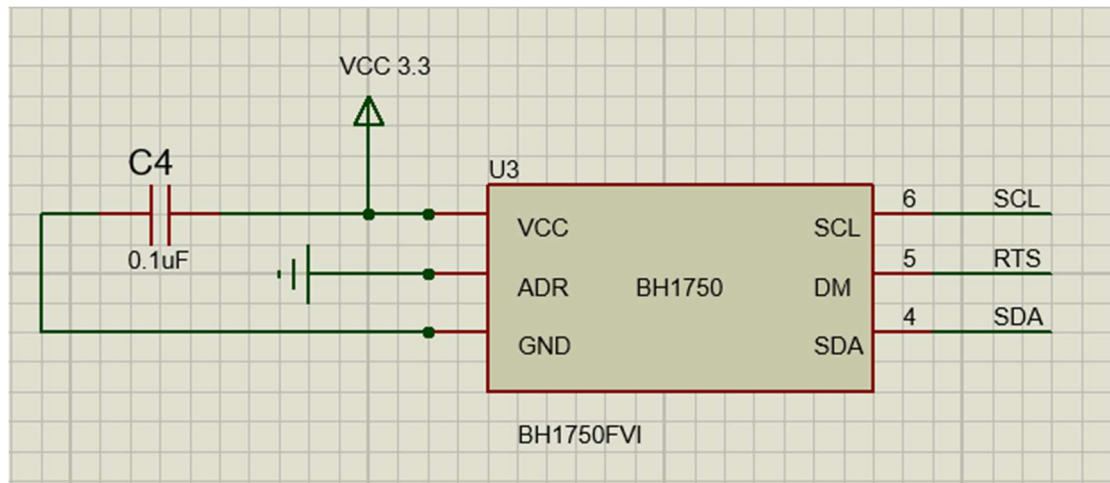 VCC 3.3
C4
0.1uF
U3
VCC
ADR
GND
BH1750
SCL
DM
SDA
6
5
4
SCL
RTS
SDA
BH1750FVI